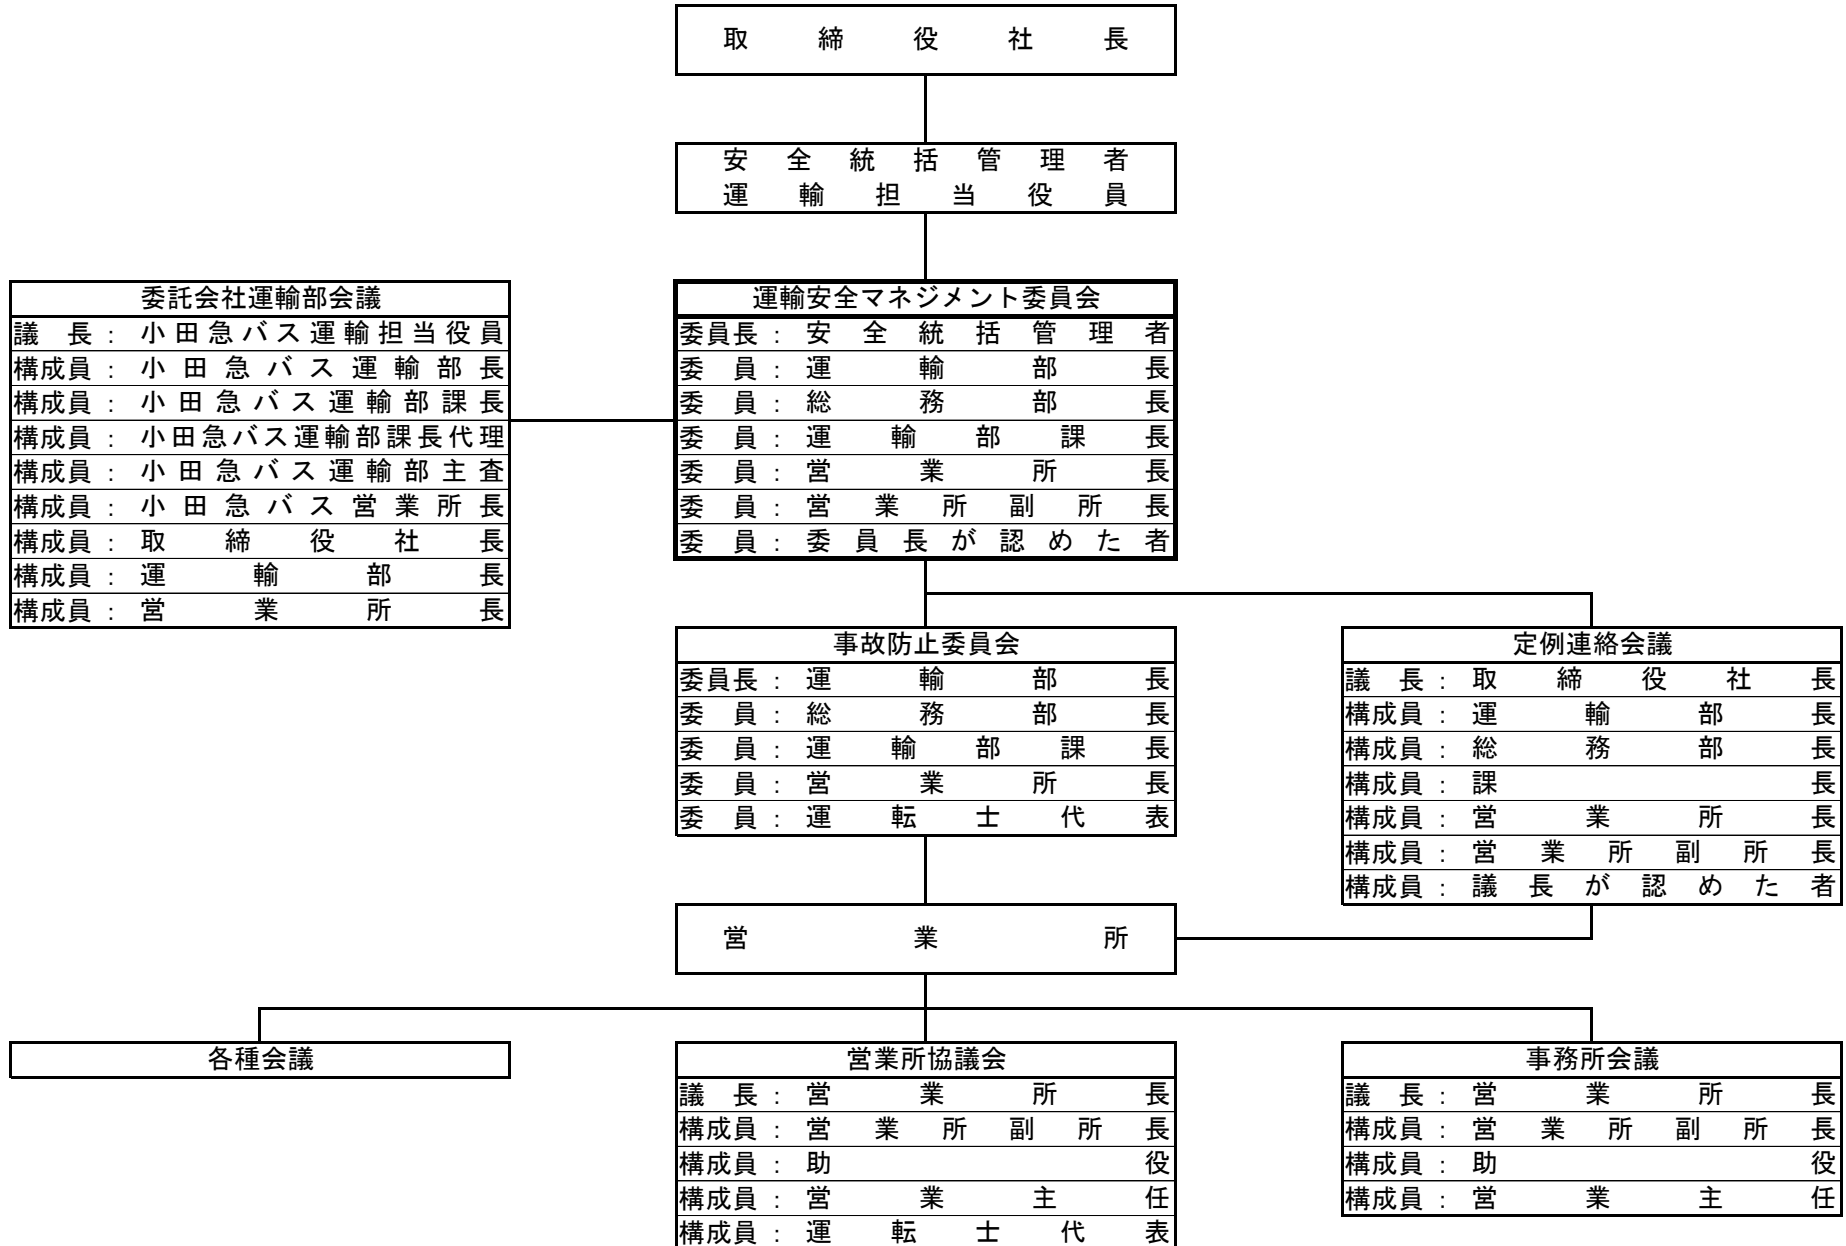 取締役社長
安全統括管理者
運輸担当役員
委託会社運輸部会議
議長：小田急バス運輸担当役員
構成員：小田急バス運輸部長
構成員：小田急バス運輸部課長
構成員：小田急バス運輸部課長代理
構成員：小田急バス運輸部主査
構成員：小田急バス営業所長
構成員：取締役社長
構成員：運輸部長
構成員：営業所長
運輸安全マネジメント委員会
委員長：安全統括管理者
委員：運輸部長
委員：総務部長
委員：運輸部課長
委員：営業所長
委員：営業所副所長
委員：委員長が認めた者
事故防止委員会
委員長：運輸部長
委員：総務部長
委員：運輸部課長
委員：営業所長
委員：運転士代表
定例連絡会議
議長：取締役社長
構成員：運輸部長
構成員：総務部長
構成員：課長
構成員：営業所長
構成員：営業所副所長
構成員：議長が認めた者
営業所
各種会議
営業所協議会
議長：営業所長
構成員：営業所副所長
構成員：助役
構成員：営業主任
構成員：運転士代表
事務所会議
議長：営業所長
構成員：営業所副所長
構成員：助役
構成員：営業主任